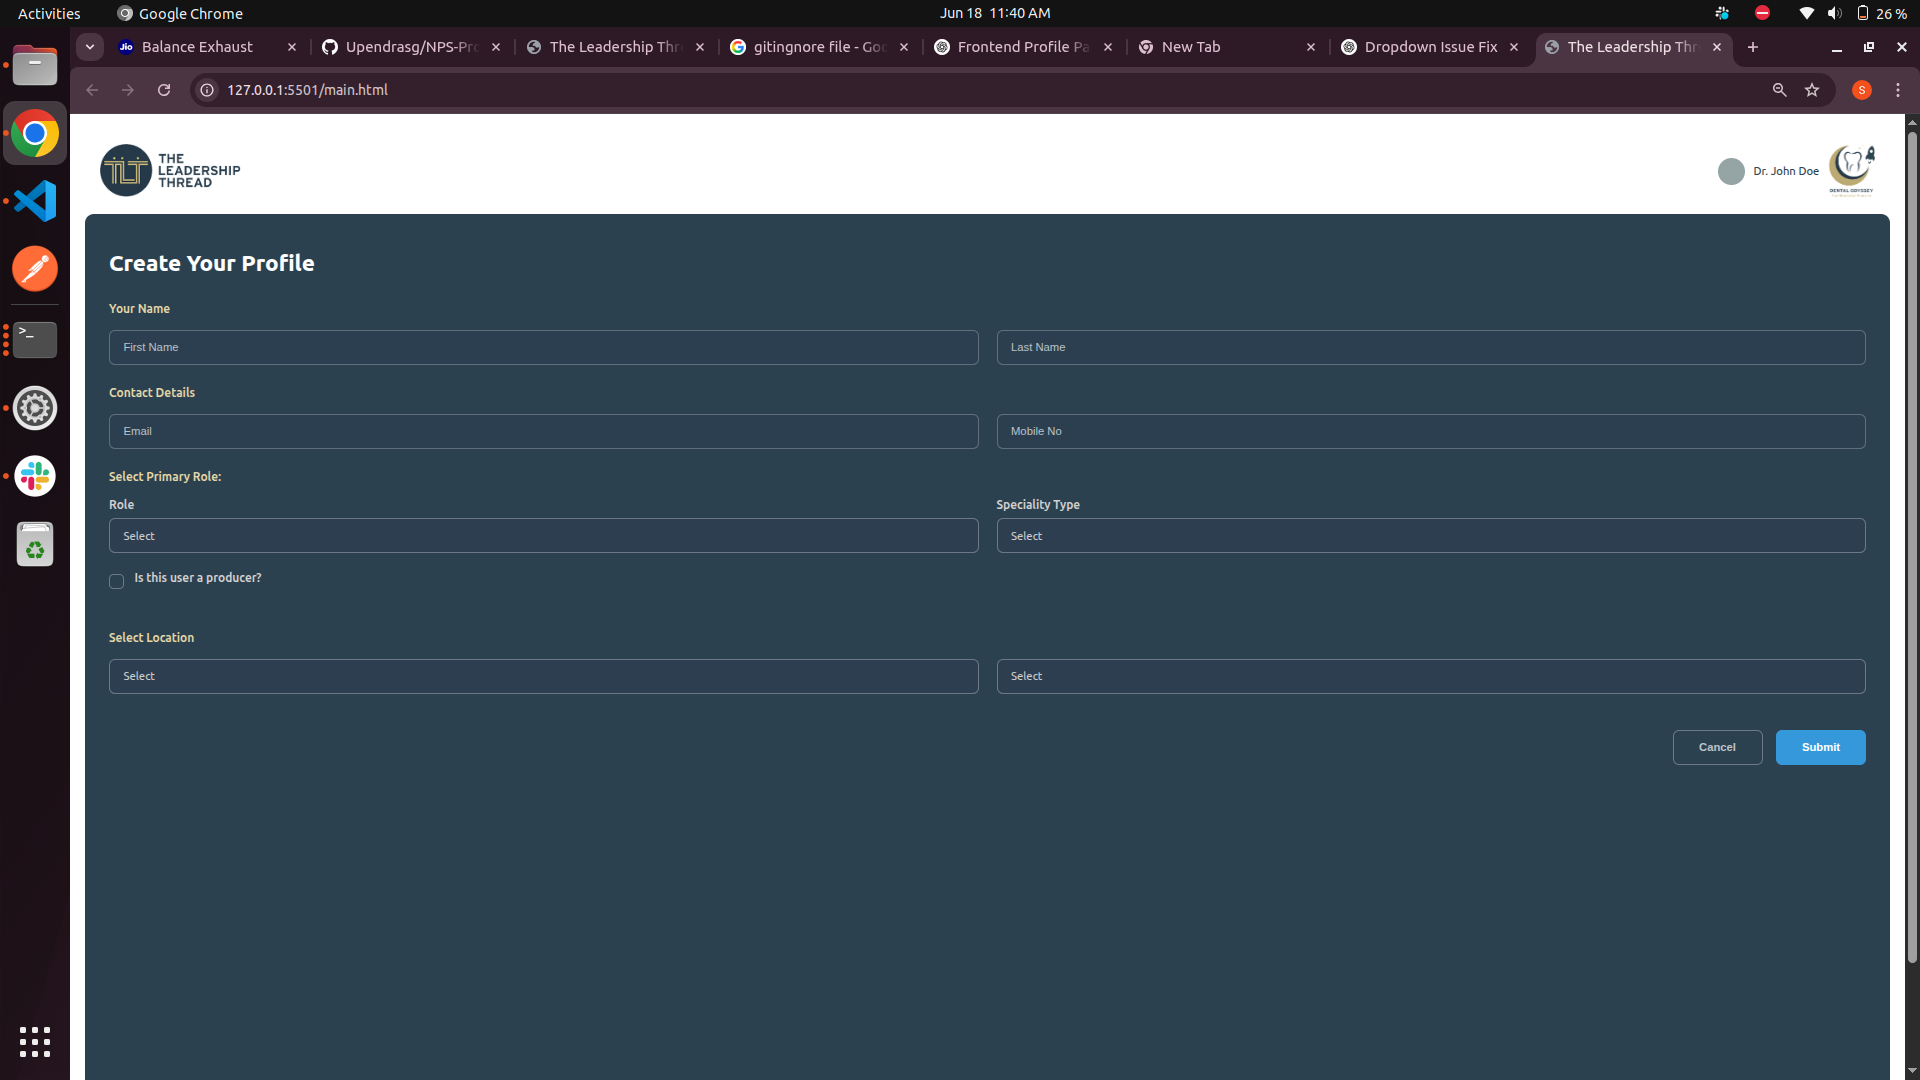 Activities
Google Chrome
Jun 18 11:40 AM
26 %
Jio
Balance Exhaust
Upendrasg/NPS-Pro
The Leadership Thr
gitingnore file - Goo
Frontend Profile Pa
New Tab
Dropdown Issue Fix
The Leadership Thr
127.0.0.1:5501/main.html
S
THE
LEADERSHIP
THREAD
Dr. John Doe
DENTAL ODYSSEY
Create Your Profile
Your Name
First Name
Last Name
Contact Details
Email
Mobile No
Select Primary Role:
Role
Speciality Type
Select
Select
Is this user a producer?
Select Location
Select
Select
Cancel
Submit